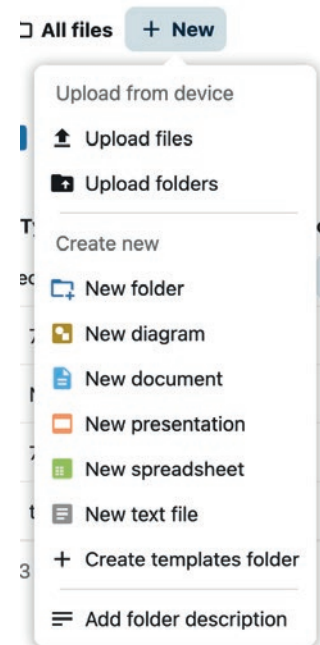 All files
+ New
Upload from device
Upload files
Upload folders
Create new
New folder
New diagram
New document
New presentation
New spreadsheet
New text file
+ Create templates folder
Add folder description
3